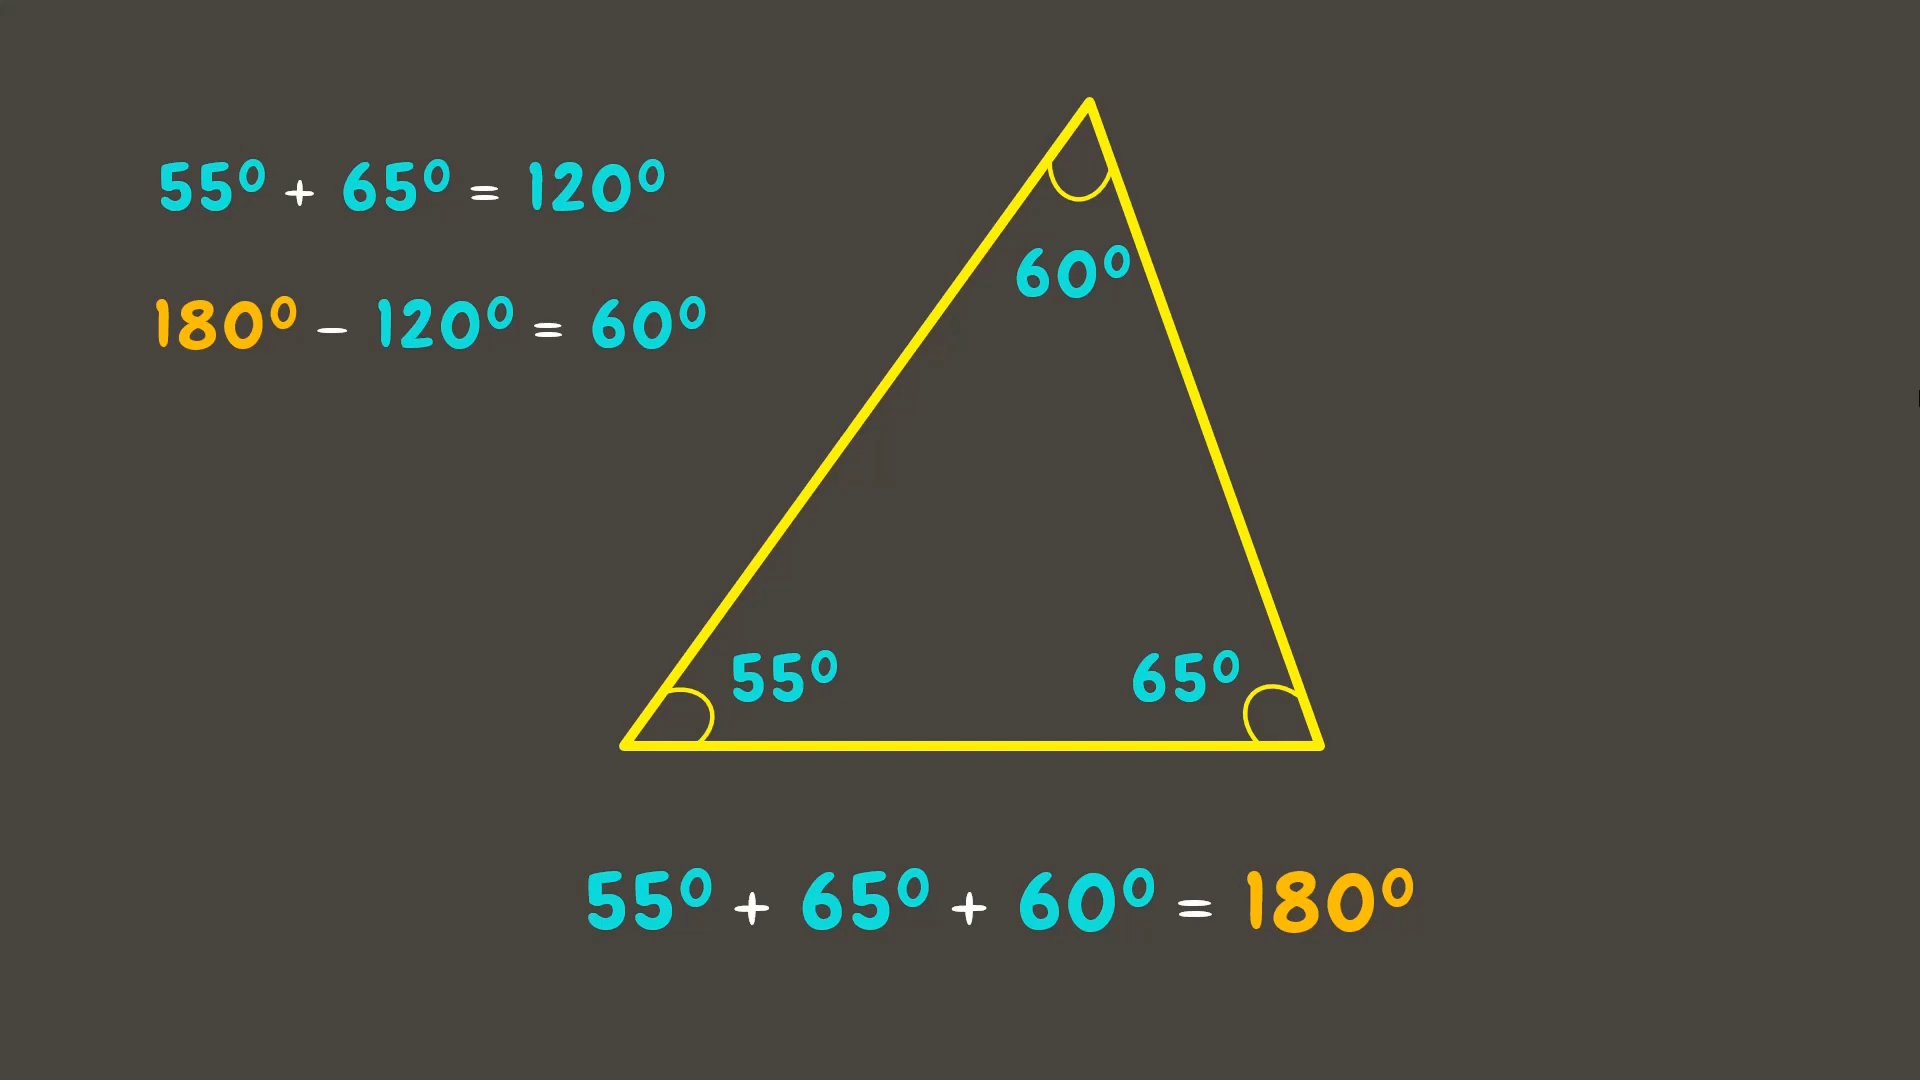 55⁰ + 65⁰ = 120⁰
180⁰ - 120⁰ = 60⁰
60⁰
55⁰ 65⁰
55⁰ + 65⁰ + 60⁰ = 180⁰